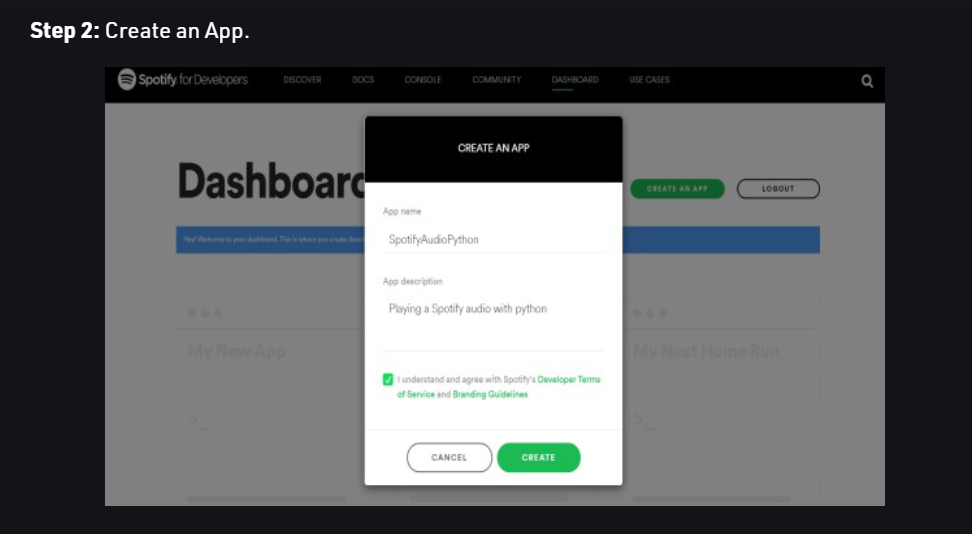 Step 2: Create an App.
Spotify for Developers DISCOVER DOCS CONSOLE COMMUNITY DASHBOARD USE CASES
CREATE AN APP
Dashboard
CREATE AN APP LOGOUT
App name
SpotifyAudioPython
Hey! Welcome to your dashboard. This is where you create
App description
Playing a Spotify audio with python
My New App
My Next Home Run
I understand and agree with Spotify's Developer Terms
of Service and Branding Guidelines
>_ >_
CANCEL CREATE